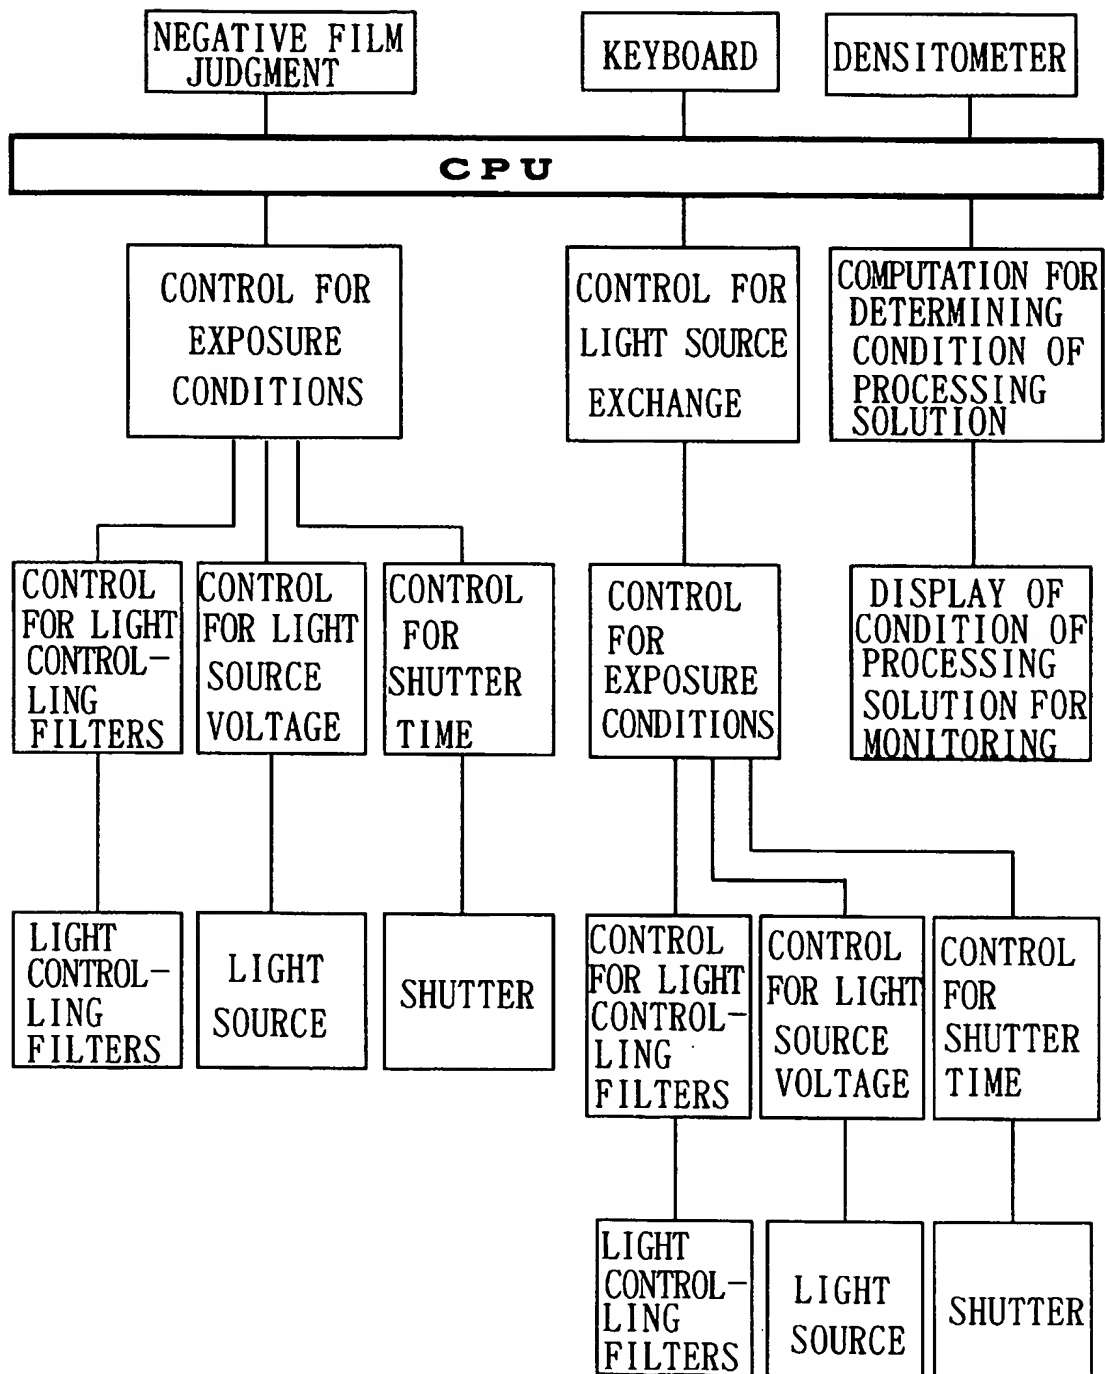 NEGATIVE FILM
JUDGMENT
KEYBOARD
DENSITOMETER
CPU
CONTROL FOR
EXPOSURE
CONDITIONS
CONTROL FOR
LIGHT SOURCE
EXCHANGE
COMPUTATION FOR
DETERMINING
CONDITION OF
PROCESSING
SOLUTION
CONTROL
FOR LIGHT
CONTROL-
LING
FILTERS
CONTROL
FOR LIGHT
SOURCE
VOLTAGE
CONTROL
FOR
SHUTTER
TIME
CONTROL
FOR
EXPOSURE
CONDITIONS
DISPLAY OF
CONDITION OF
PROCESSING
SOLUTION FOR
MONITORING
LIGHT
CONTROL-
LING
FILTERS
LIGHT
SOURCE
SHUTTER
CONTROL
FOR LIGHT
CONTROL-
LING
FILTERS
CONTROL
FOR LIGHT
SOURCE
VOLTAGE
CONTROL
FOR
SHUTTER
TIME
LIGHT
CONTROL-
LING
FILTERS
LIGHT
SOURCE
SHUTTER